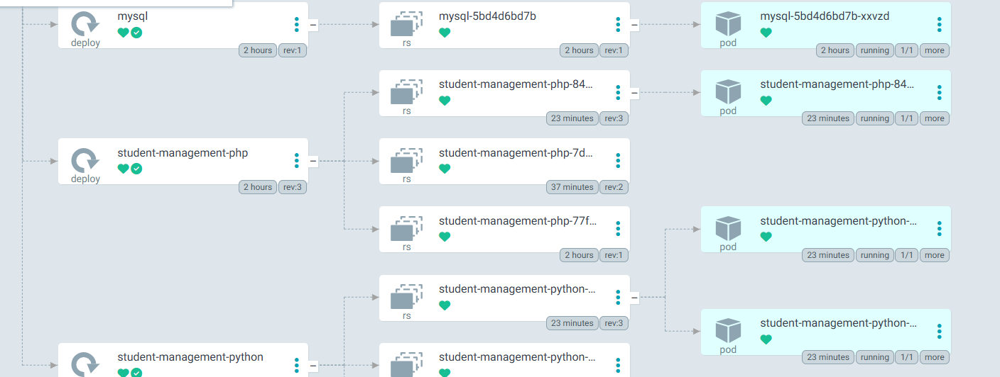 mysql
deploy
2 hours rev:1
mysql-5bd4d6bd7b
rs
2 hours rev:1
mysql-5bd4d6bd7b-xxvzd
pod
2 hours running 1/1 more
student-management-php-84...
rs
23 minutes rev:3
student-management-php-84...
pod
23 minutes running 1/1 more
student-management-php
deploy
2 hours rev:3
student-management-php-7d...
rs
37 minutes rev:2
student-management-php-77f...
rs
2 hours rev:1
student-management-python-...
pod
23 minutes running 1/1 more
student-management-python-...
rs
23 minutes rev:3
student-management-python-...
pod
23 minutes running 1/1 more
student-management-python
student-management-python-...